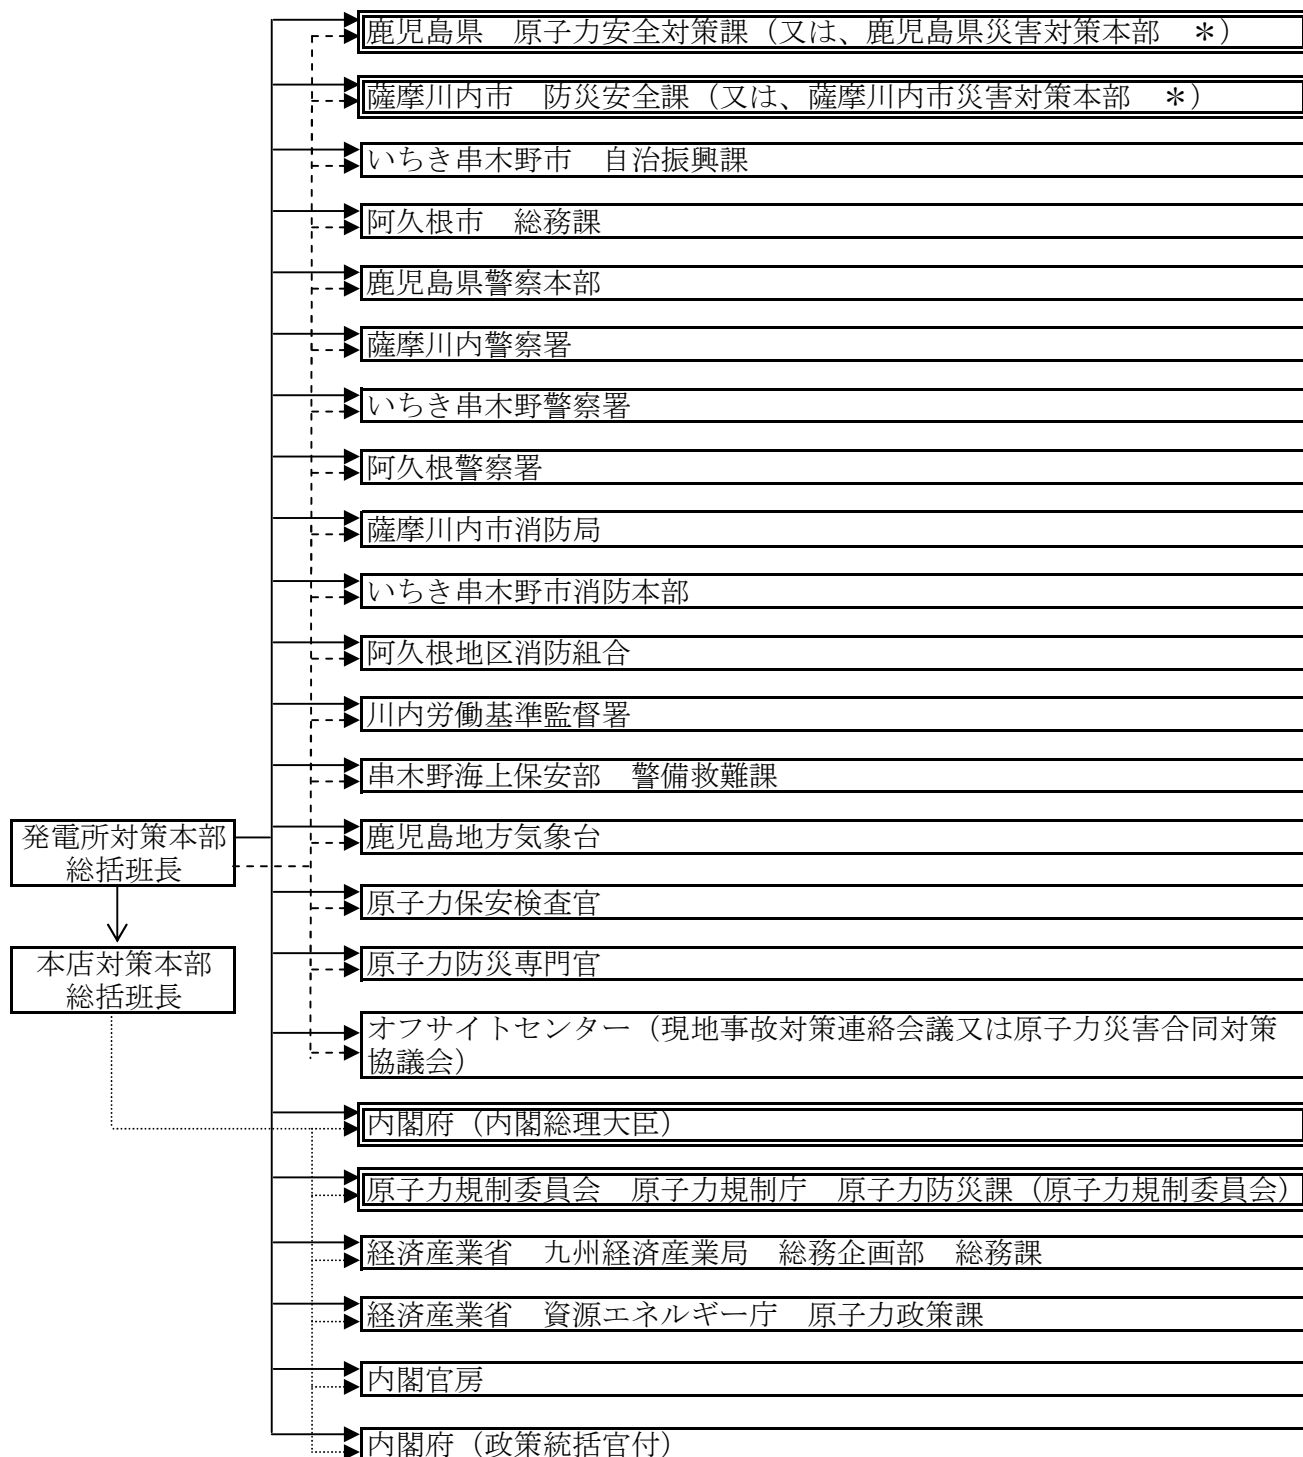 鹿児島県　原子力安全対策課（又は、鹿児島県災害対策本部　＊）
薩摩川内市　防災安全課（又は、薩摩川内市災害対策本部　＊）
いちき串木野市　自治振興課
阿久根市　総務課
鹿児島県警察本部
薩摩川内警察署
いちき串木野警察署
阿久根警察署
薩摩川内市消防局
いちき串木野市消防本部
阿久根地区消防組合
川内労働基準監督署
串木野海上保安部　警備救難課
鹿児島地方気象台
原子力保安検査官
原子力防災専門官
オフサイトセンター（現地事故対策連絡会議又は原子力災害合同対策
協議会）
内閣府（内閣総理大臣）
原子力規制委員会　原子力規制庁　原子力防災課（原子力規制委員会）
経済産業省　九州経済産業局　総務企画部　総務課
経済産業省　資源エネルギー庁　原子力政策課
内閣官房
内閣府（政策統括官付）
発電所対策本部
総括班長
本店対策本部
総括班長